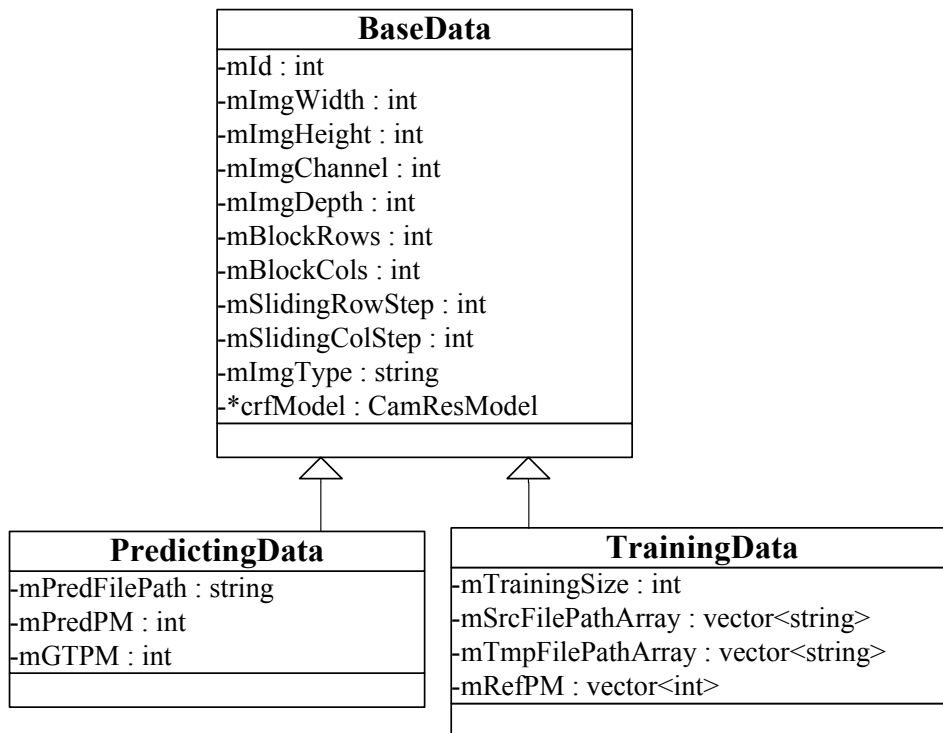 BaseData
-mId : int
-mImgWidth : int
-mImgHeight : int
-mImgChannel : int
-mImgDepth : int
-mBlockRows : int
-mBlockCols : int
-mSlidingRowStep : int
-mSlidingColStep : int
-mImgType : string
-*crfModel : CamResModel
PredictingData
-mPredFilePath : string
-mPredPM : int
-mGTPM : int
TrainingData
-mTrainingSize : int
-mSrcFilePathArray : vector<string>
-mTmpFilePathArray : vector<string>
-mRefPM : vector<int>